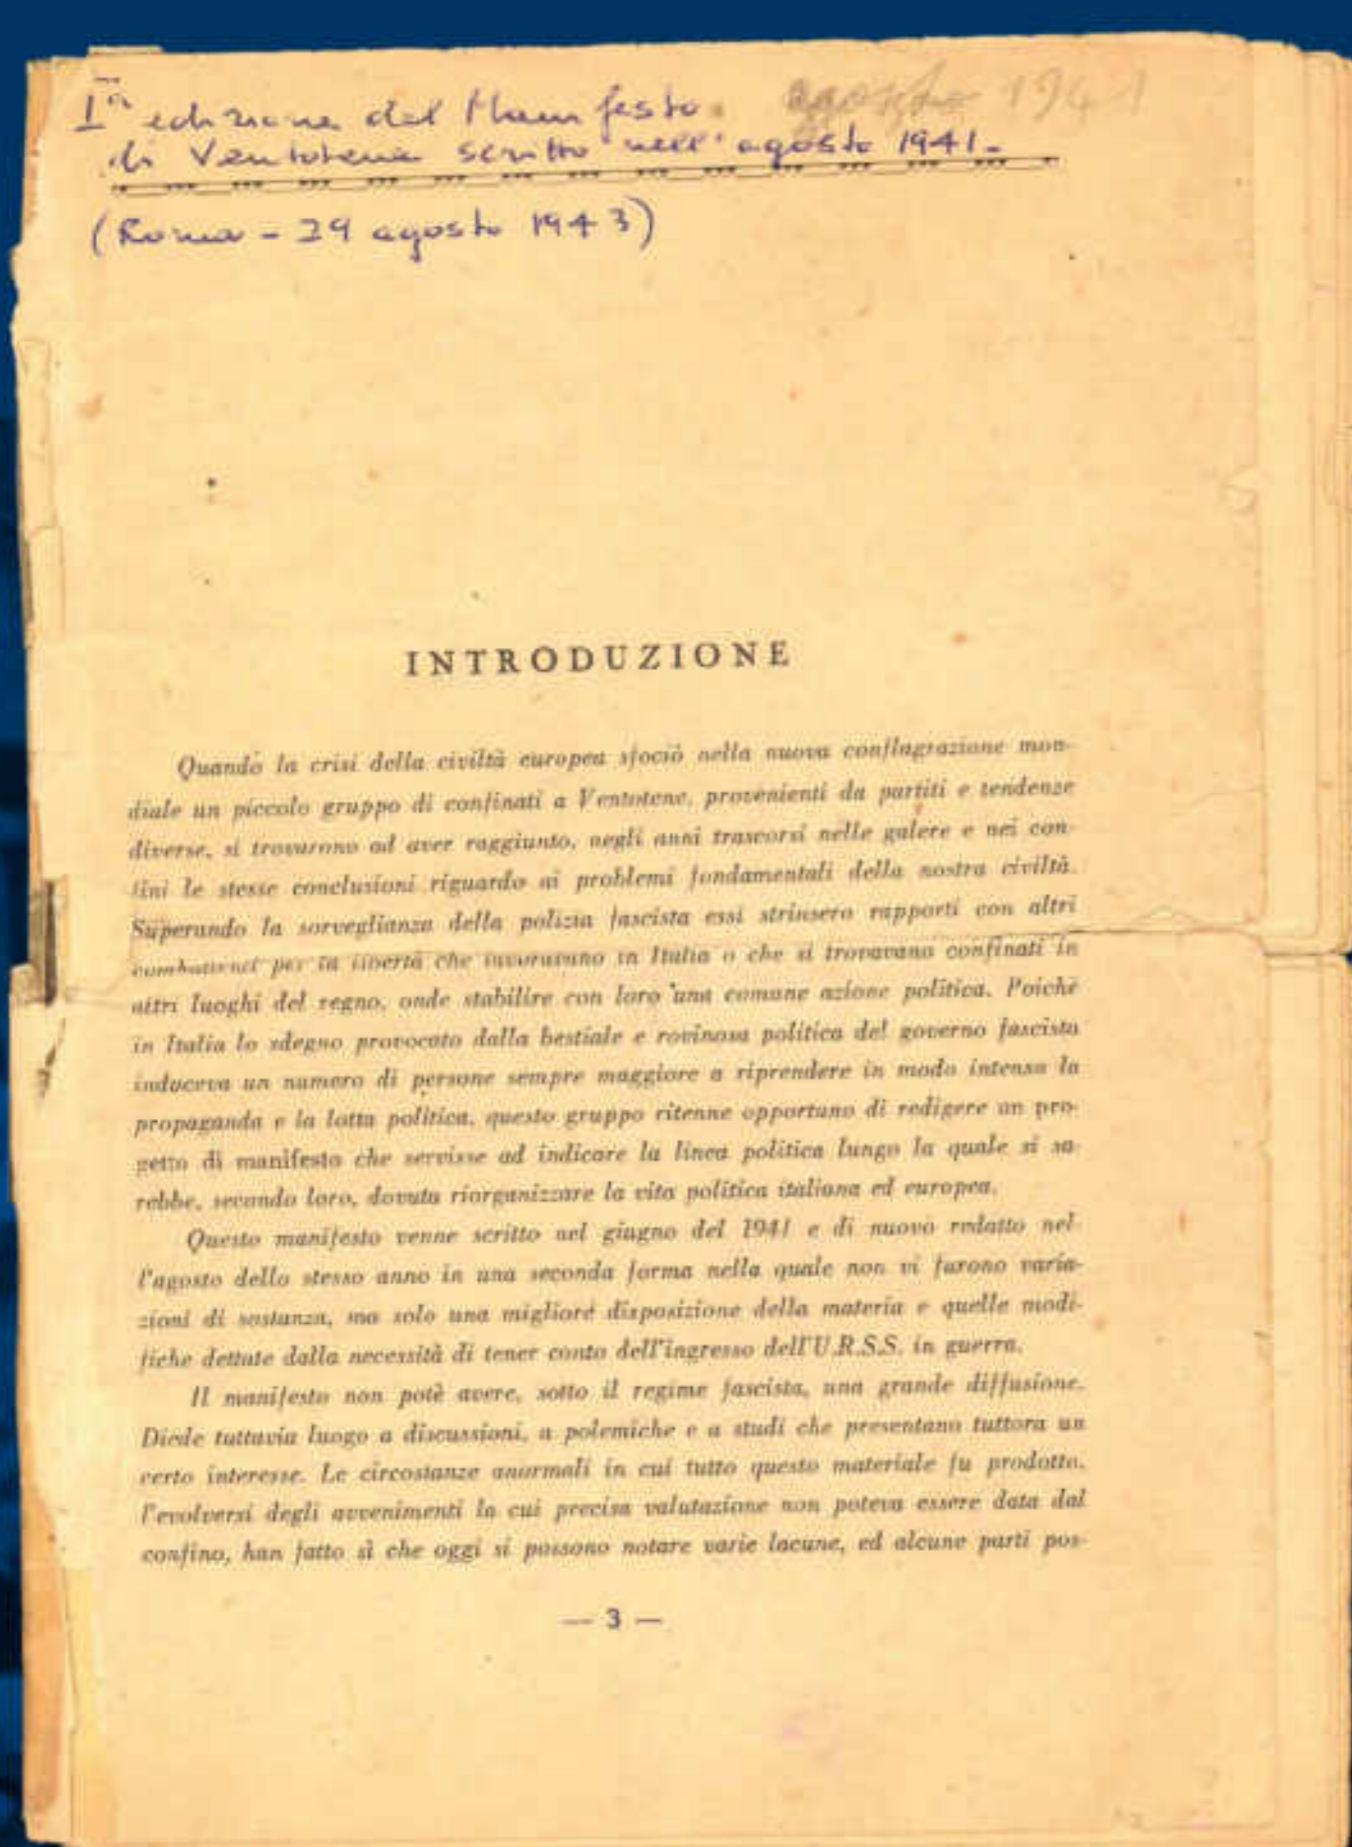 Iª edizione del Manifesto
agosto 1941
di Ventotene scritto nell'agosto 1941.
(Roma - 29 agosto 1943)
INTRODUZIONE
Quando la crisi della civiltà europea sfociò nella nuova conflagrazione mon-
diale un piccolo gruppo di confinati a Ventotene, provenienti da partiti e tendenze
diverse, si trovarono ad aver raggiunto, negli anni trascorsi nelle galere e nei con-
fini le stesse conclusioni riguardo ai problemi fondamentali della nostra civiltà.
Superando la sorveglianza della polizia fascista essi strinsero rapporti con altri
combattenti per la libertà che lavoravano in Italia o che si trovavano confinati in
altri luoghi del regno, onde stabilire con loro una comune azione politica. Poichè
in Italia lo sdegno provocato dalla bestiale e rovinosa politica del governo fascista
induceva un numero di persone sempre maggiore a riprendere in modo intenso la
propaganda e la lotta politica, questo gruppo ritenne opportuno di redigere un pro-
getto di manifesto che servisse ad indicare la linea politica lungo la quale si sa-
rebbe, secondo loro, dovuta riorganizzare la vita politica italiana ed europea.
Questo manifesto venne scritto nel giugno del 1941 e di nuovo redatto nel-
l'agosto dello stesso anno in una seconda forma nella quale non vi furono varia-
zioni di sostanza, ma solo una migliore disposizione della materia e quelle modi-
fiche dettate dalla necessità di tener conto dell'ingresso dell'U.R.S.S. in guerra.
Il manifesto non potè avere, sotto il regime fascista, una grande diffusione.
Diede tuttavia luogo a discussioni, a polemiche e a studi che presentano tuttora un
certo interesse. Le circostanze anormali in cui tutto questo materiale fu prodotto,
l'evolversi degli avvenimenti la cui precisa valutazione non poteva essere data dal
confino, han fatto sì che oggi si possono notare varie lacune, ed alcune parti pos-
— 3 —